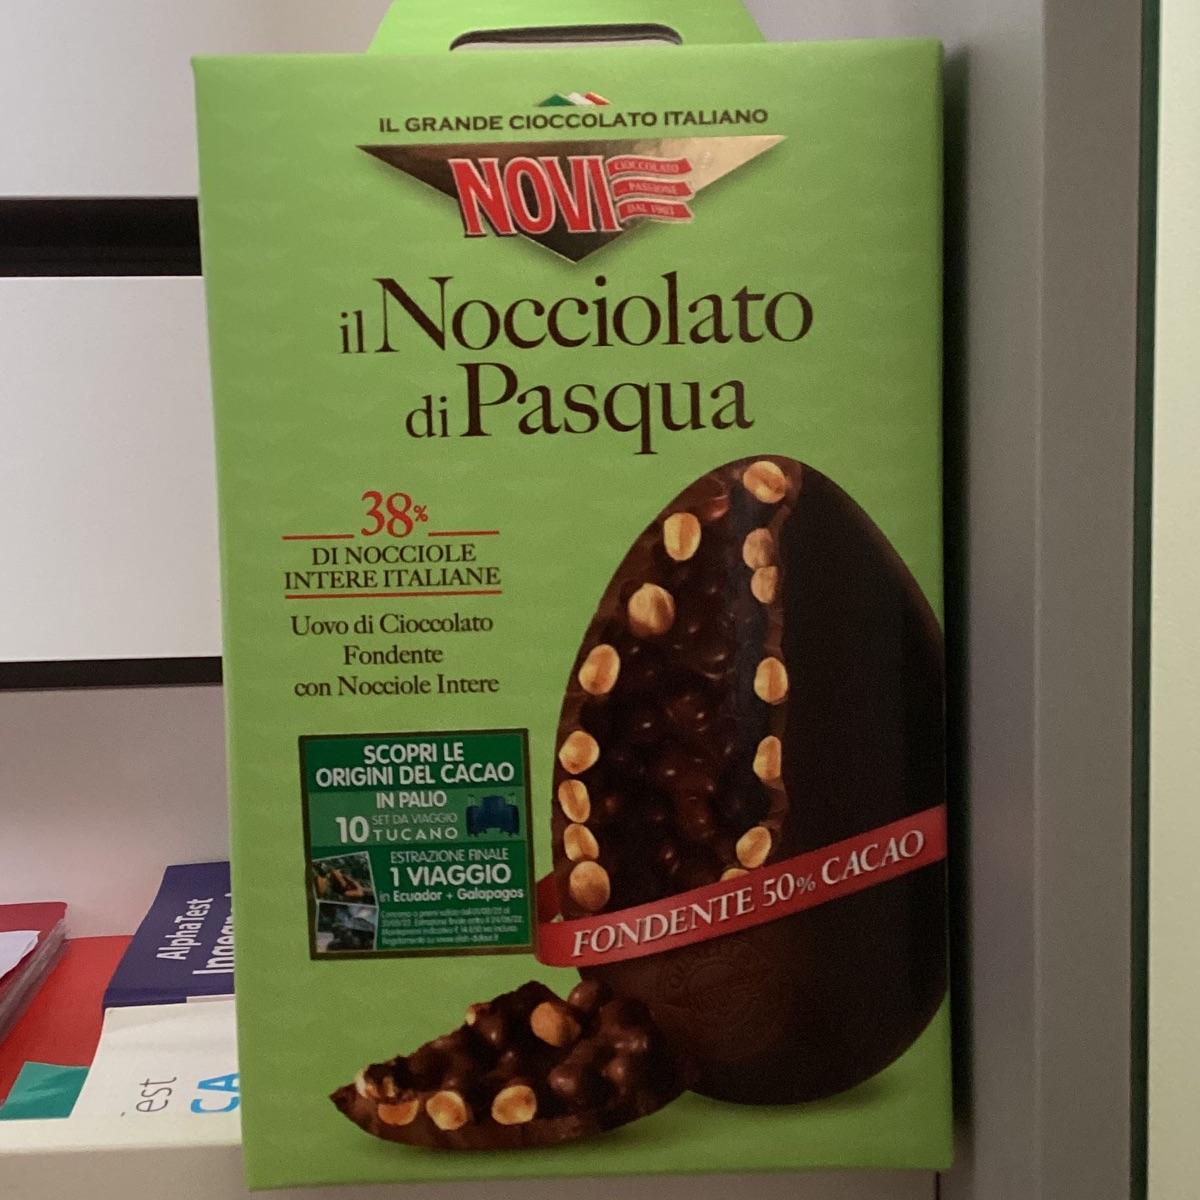 IL GRANDE CIOCCOLATO ITALIANO
NOVI
CIOCCOLATO
PASSIONE
DAL 1903
il Nocciolato
di Pasqua
38%
DI NOCCIOLE
INTERE ITALIANE
Uovo di Cioccolato
Fondente
con Nocciole Intere
SCOPRI LE
ORIGINI DEL CACAO
IN PALIO
10 SET DA VIAGGIO
TUCANO
ESTRAZIONE FINALE
1 VIAGGIO
in Ecuador + Galapagos
FONDENTE 50% CACAO
AlphaTest
est
CA